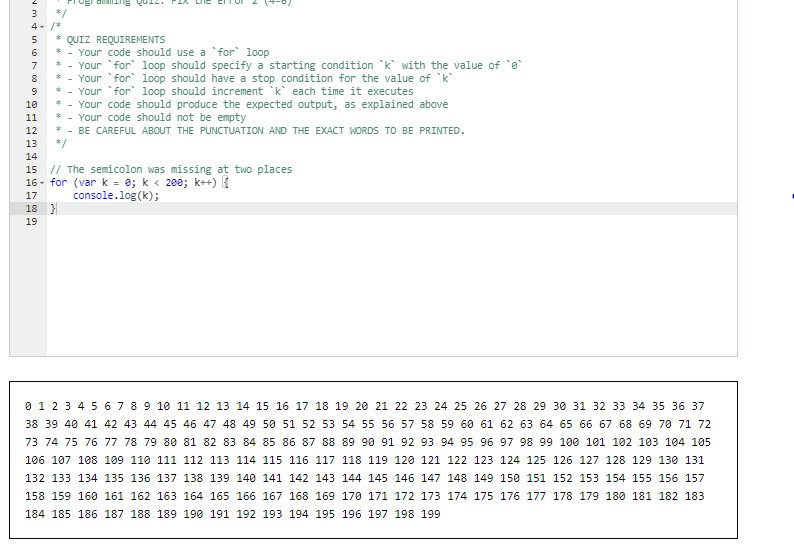 2 * Programming Quiz: Fix the Error 2 (4-6)
3 */
4 /*
5 * QUIZ REQUIREMENTS
6 * - Your code should use a `for` loop
7 * - Your `for` loop should specify a starting condition `k` with the value of `0`
8 * - Your `for` loop should have a stop condition for the value of `k`
9 * - Your `for` loop should increment `k` each time it executes
10 * - Your code should produce the expected output, as explained above
11 * - Your code should not be empty
12 * - BE CAREFUL ABOUT THE PUNCTUATION AND THE EXACT WORDS TO BE PRINTED.
13 */
14
15 // The semicolon was missing at two places
16 for (var k = 0; k < 200; k++) {
17 console.log(k);
18 }
19
0 1 2 3 4 5 6 7 8 9 10 11 12 13 14 15 16 17 18 19 20 21 22 23 24 25 26 27 28 29 30 31 32 33 34 35 36 37
38 39 40 41 42 43 44 45 46 47 48 49 50 51 52 53 54 55 56 57 58 59 60 61 62 63 64 65 66 67 68 69 70 71 72
73 74 75 76 77 78 79 80 81 82 83 84 85 86 87 88 89 90 91 92 93 94 95 96 97 98 99 100 101 102 103 104 105
106 107 108 109 110 111 112 113 114 115 116 117 118 119 120 121 122 123 124 125 126 127 128 129 130 131
132 133 134 135 136 137 138 139 140 141 142 143 144 145 146 147 148 149 150 151 152 153 154 155 156 157
158 159 160 161 162 163 164 165 166 167 168 169 170 171 172 173 174 175 176 177 178 179 180 181 182 183
184 185 186 187 188 189 190 191 192 193 194 195 196 197 198 199